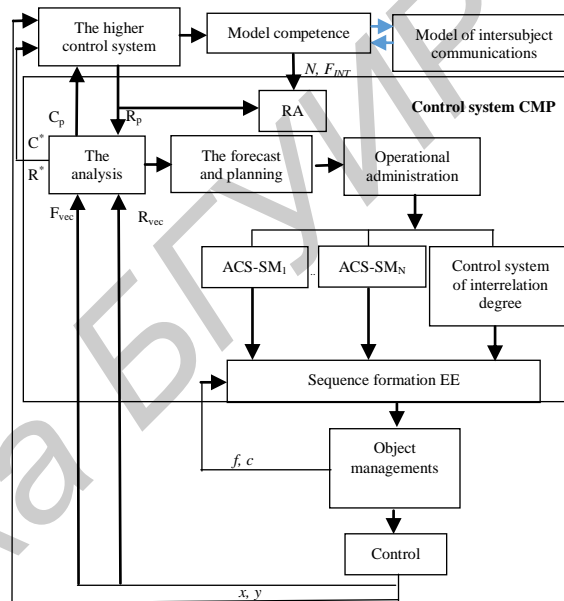 The higher
control system
Model competence
Model of intersubject
communications
N, F_INT
Control system CMP
C_p
R_p
RA
C*
R*
The
analysis
The forecast
and planning
Operational
administration
F_vec
R_vec
ACS-SM_1
..
ACS-SM_N
Control system
of interrelation
degree
Sequence formation EE
Object
managements
f, c
Control
x, y
ка БГУИР